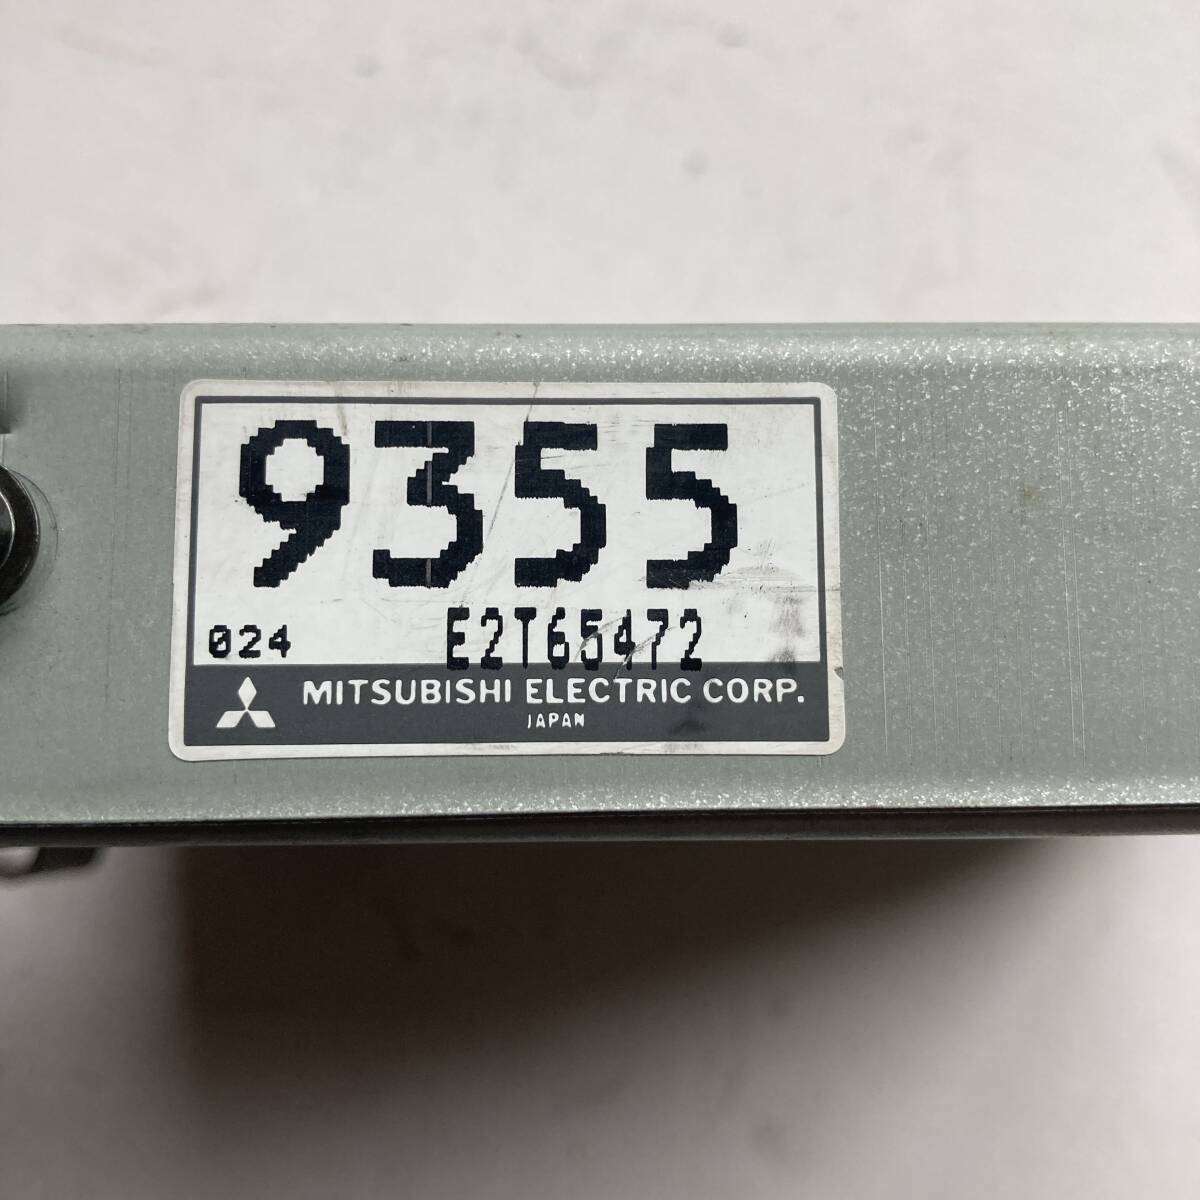 9355
024 E2T65472
MITSUBISHI ELECTRIC CORP.
JAPAN